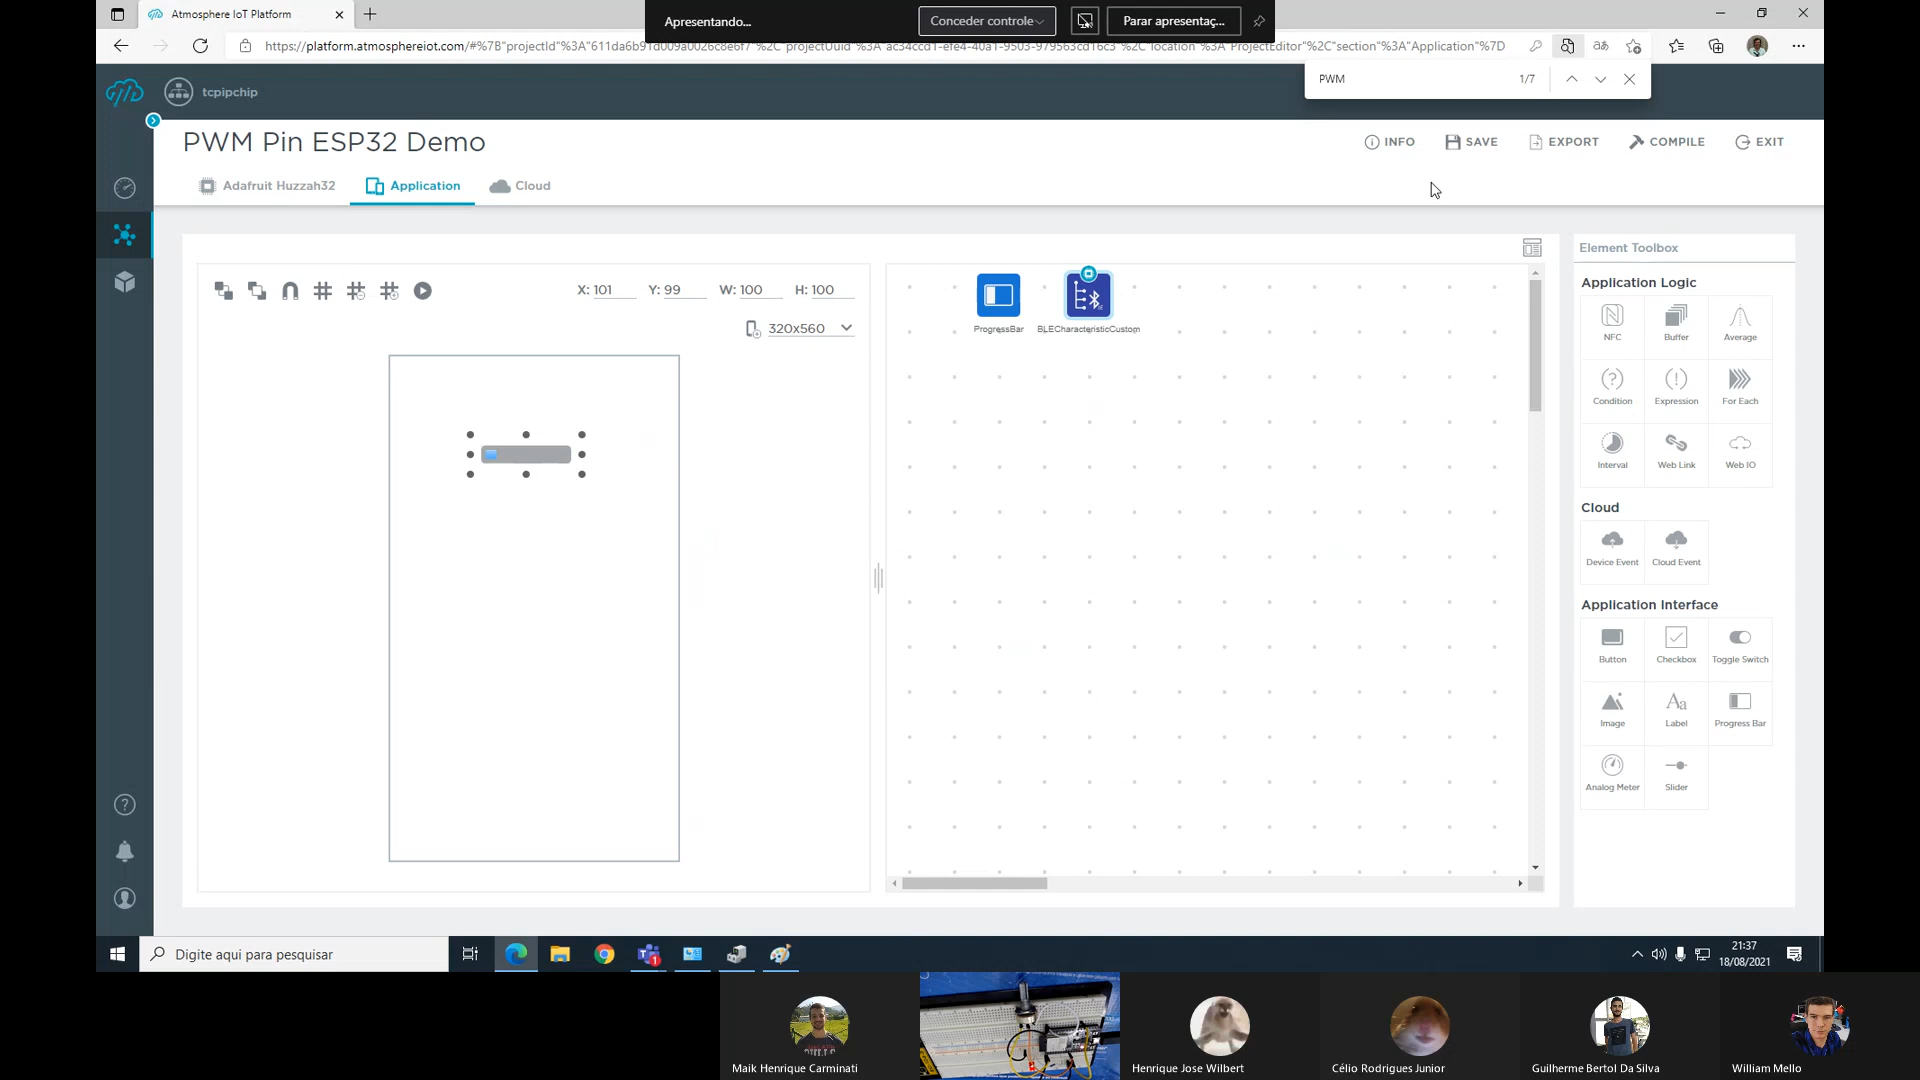 Atmosphere IoT Platform
Apresentando...
Conceder controle
Parar apresentaç...
https://platform.atmosphereiot.com/#%7B"projectId"%3A"611da6b91d009a0026c8e6f7"%2C"projectUuid"%3A"ac34ccd1-efe4-40a1-9503-979563cd16c3"%2C"location"%3A"ProjectEditor"%2C"section"%3A"Application"%7D
PWM
1/7
tcpipchip
PWM Pin ESP32 Demo
INFO
SAVE
EXPORT
COMPILE
EXIT
Adafruit Huzzah32
Application
Cloud
X: 101
Y: 99
W: 100
H: 100
320x560
ProgressBar
BLECharacteristicCustom
Element Toolbox
Application Logic
NFC
Buffer
Average
Condition
Expression
For Each
Interval
Web Link
Web IO
Cloud
Device Event
Cloud Event
Application Interface
Button
Checkbox
Toggle Switch
Image
Label
Progress Bar
Analog Meter
Slider
Digite aqui para pesquisar
21:37
18/08/2021
Maik Henrique Carminati
Henrique Jose Wilbert
Célio Rodrigues Junior
Guilherme Bertol Da Silva
William Mello